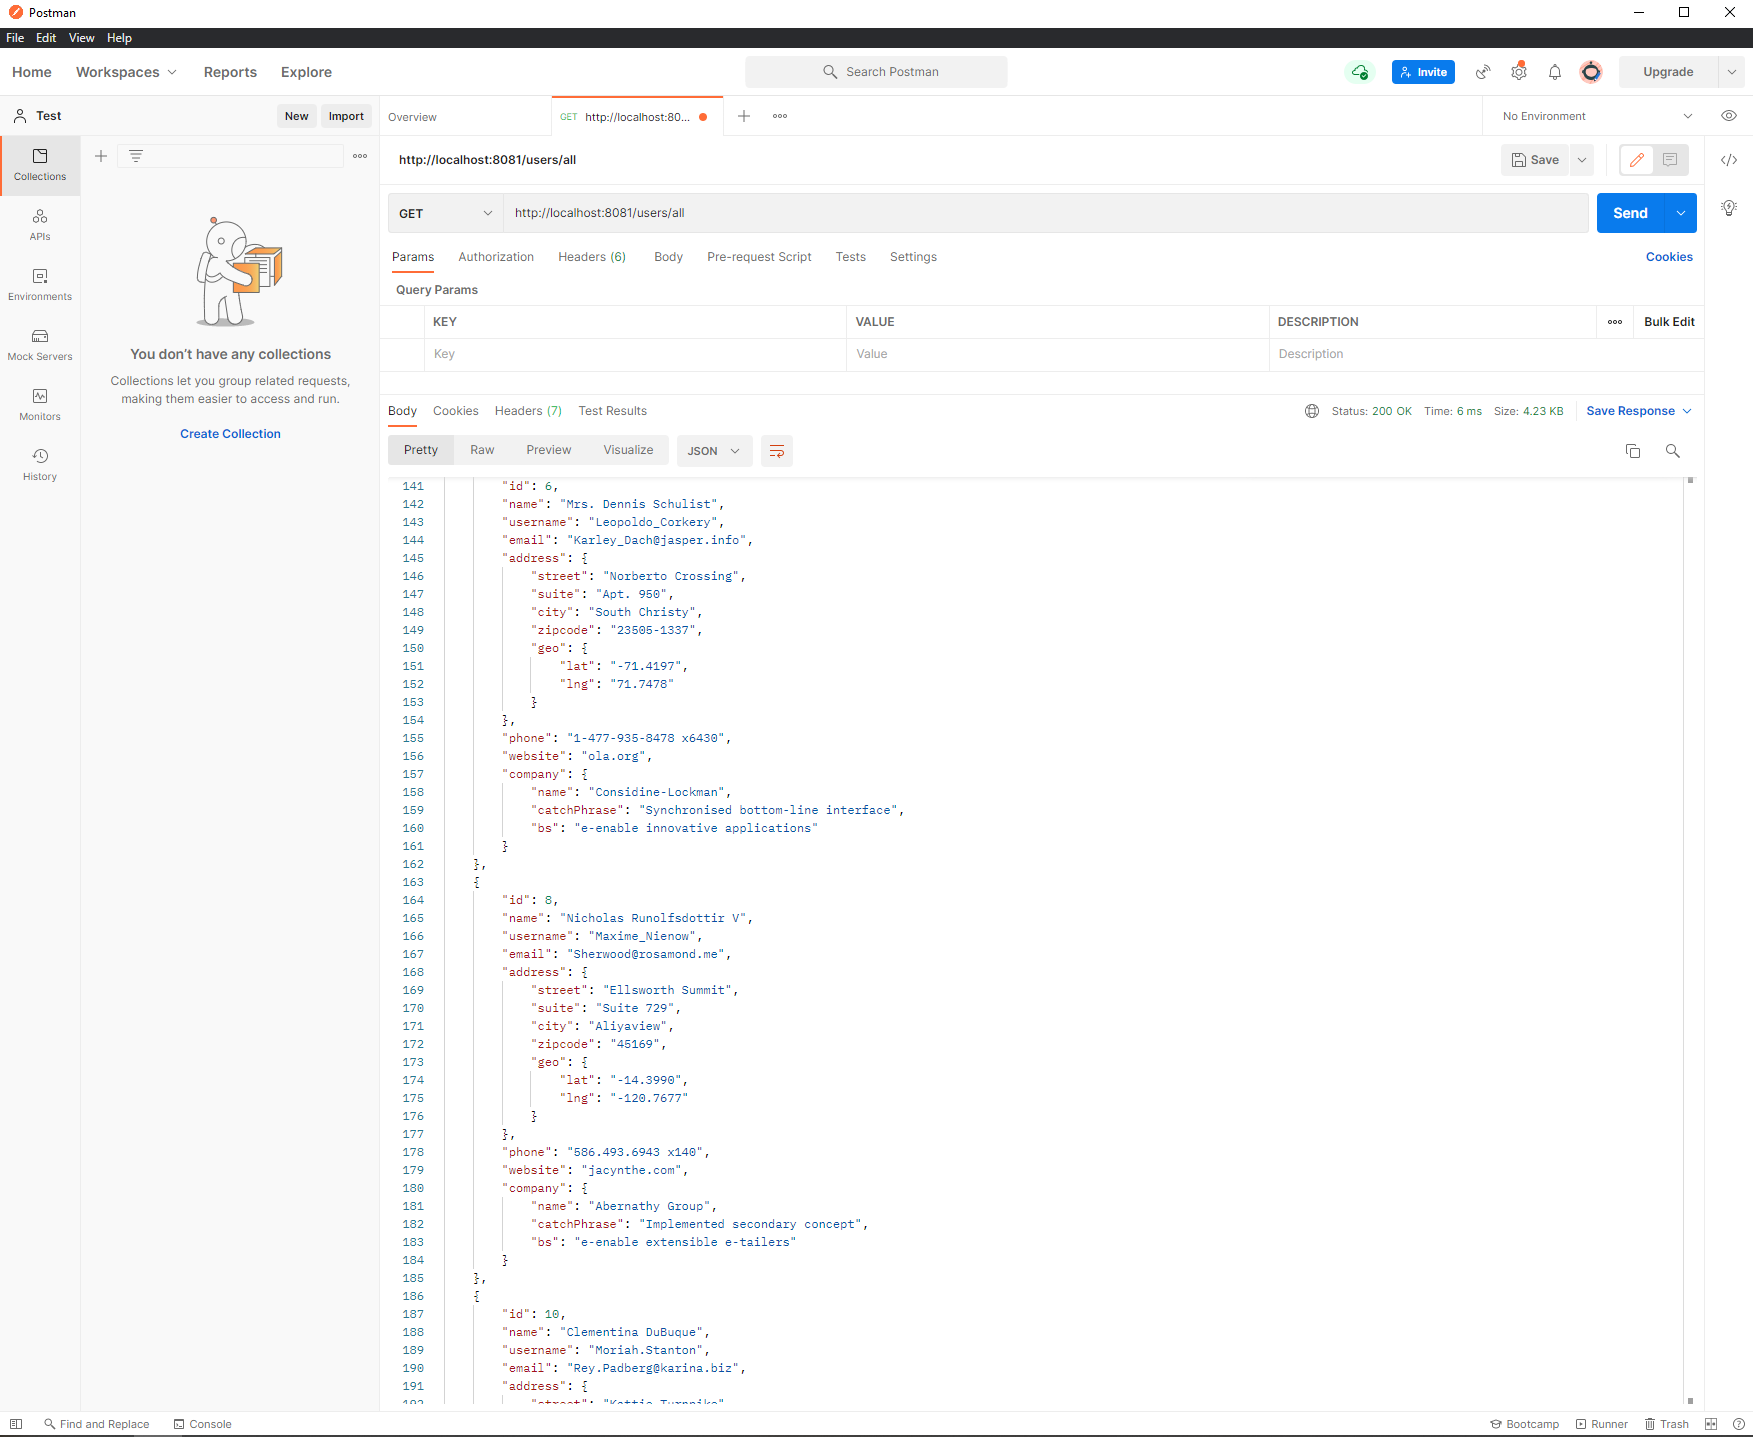 Postman
File Edit View Help
Home Workspaces Reports Explore Search Postman Invite Upgrade
Test New Import Overview GET http://localhost:80... No Environment
http://localhost:8081/users/all Save
GET http://localhost:8081/users/all Send
Params Authorization Headers (6) Body Pre-request Script Tests Settings Cookies
Query Params
KEY VALUE DESCRIPTION Bulk Edit
Key Value Description
Collections
APIs
Environments
Mock Servers
Monitors
History
You don't have any collections
Collections let you group related requests,
making them easier to access and run.
Create Collection
Body Cookies Headers (7) Test Results Status: 200 OK Time: 6 ms Size: 4.23 KB Save Response
Pretty Raw Preview Visualize JSON
141 "id": 6,
142 "name": "Mrs. Dennis Schulist",
143 "username": "Leopoldo_Corkery",
144 "email": "Karley_Dach@jasper.info",
145 "address": {
146 "street": "Norberto Crossing",
147 "suite": "Apt. 950",
148 "city": "South Christy",
149 "zipcode": "23505-1337",
150 "geo": {
151 "lat": "-71.4197",
152 "lng": "71.7478"
153 }
154 },
155 "phone": "1-477-935-8478 x6430",
156 "website": "ola.org",
157 "company": {
158 "name": "Considine-Lockman",
159 "catchPhrase": "Synchronised bottom-line interface",
160 "bs": "e-enable innovative applications"
161 }
162 },
163 {
164 "id": 8,
165 "name": "Nicholas Runolfsdottir V",
166 "username": "Maxime_Nienow",
167 "email": "Sherwood@rosamond.me",
168 "address": {
169 "street": "Ellsworth Summit",
170 "suite": "Suite 729",
171 "city": "Aliyaview",
172 "zipcode": "45169",
173 "geo": {
174 "lat": "-14.3990",
175 "lng": "-120.7677"
176 }
177 },
178 "phone": "586.493.6943 x140",
179 "website": "jacynthe.com",
180 "company": {
181 "name": "Abernathy Group",
182 "catchPhrase": "Implemented secondary concept",
183 "bs": "e-enable extensible e-tailers"
184 }
185 },
186 {
187 "id": 10,
188 "name": "Clementina DuBuque",
189 "username": "Moriah.Stanton",
190 "email": "Rey.Padberg@karina.biz",
191 "address": {
192 "street": "Kattie Turnpike"
Find and Replace Console Bootcamp Runner Trash